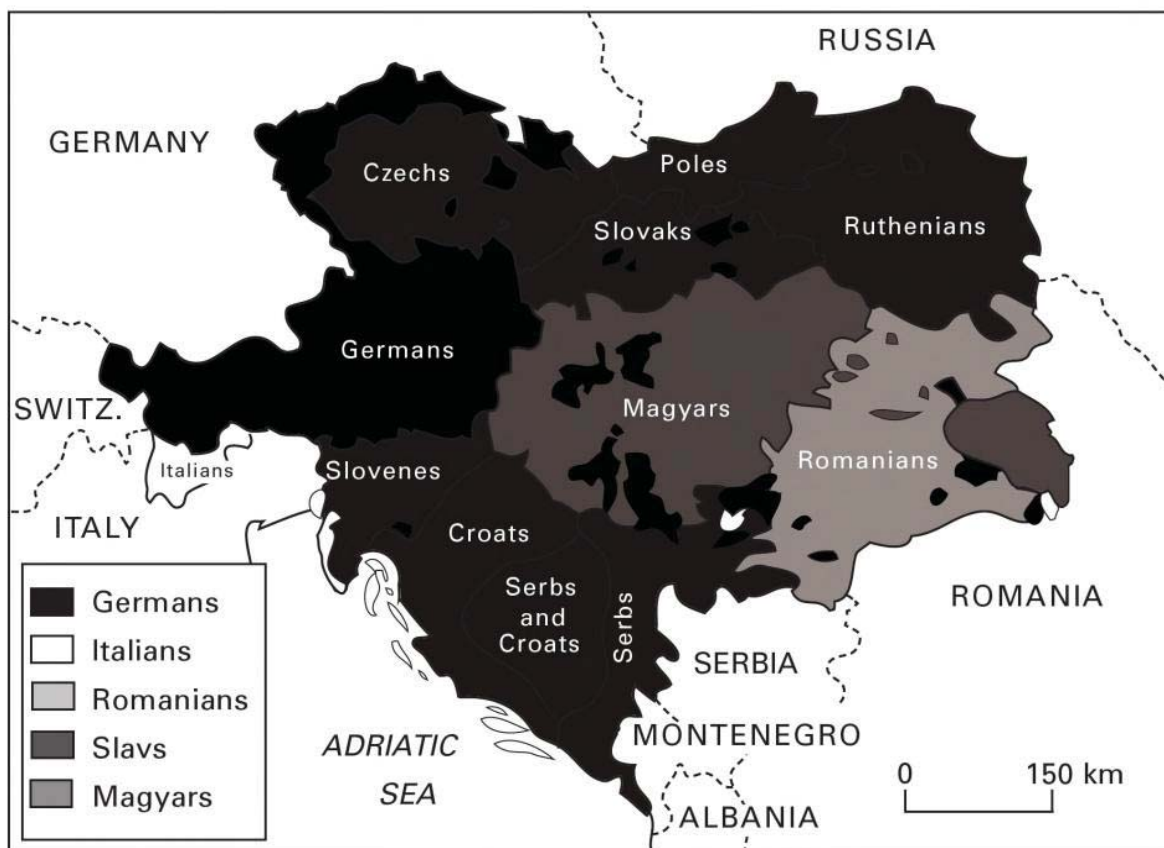 RUSSIA
GERMANY
Czechs
Poles
Slovaks
Ruthenians
Germans
Magyars
SWITZ.
Italians
Slovenes
Romanians
ITALY
Croats
Serbs
and
Croats
Serbs
ROMANIA
SERBIA
MONTENEGRO
ADRIATIC
SEA
ALBANIA
0 150 km
Germans
Italians
Romanians
Slavs
Magyars